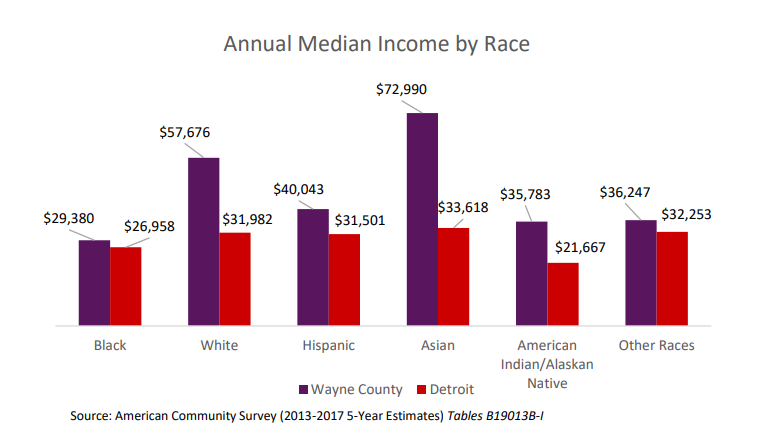 Annual Median Income by Race
$72,990
$57,676
$40,043
$35,783
$36,247
$29,380
$26,958
$31,982
$31,501
$33,618
$21,667
$32,253
Black
White
Hispanic
Asian
American
Indian/Alaskan
Native
Other Races
Wayne County
Detroit
Source: American Community Survey (2013-2017 5-Year Estimates) Tables B19013B-I